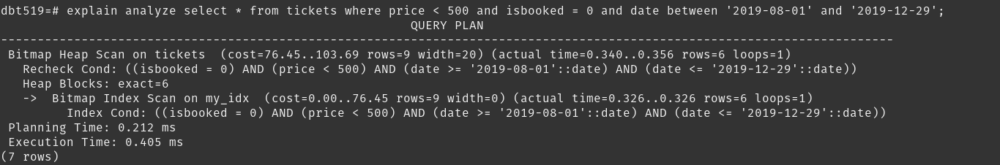 dbt519=# explain analyze select * from tickets where price < 500 and isbooked = 0 and date between '2019-08-01' and '2019-12-29';
QUERY PLAN
--------------------------------------------------------------------------------------------------------------------------
Bitmap Heap Scan on tickets  (cost=76.45..103.69 rows=9 width=20) (actual time=0.340..0.356 rows=6 loops=1)
Recheck Cond: ((isbooked = 0) AND (price < 500) AND (date >= '2019-08-01'::date) AND (date <= '2019-12-29'::date))
Heap Blocks: exact=6
->  Bitmap Index Scan on my_idx  (cost=0.00..76.45 rows=9 width=0) (actual time=0.326..0.326 rows=6 loops=1)
Index Cond: ((isbooked = 0) AND (price < 500) AND (date >= '2019-08-01'::date) AND (date <= '2019-12-29'::date))
Planning Time: 0.212 ms
Execution Time: 0.405 ms
(7 rows)